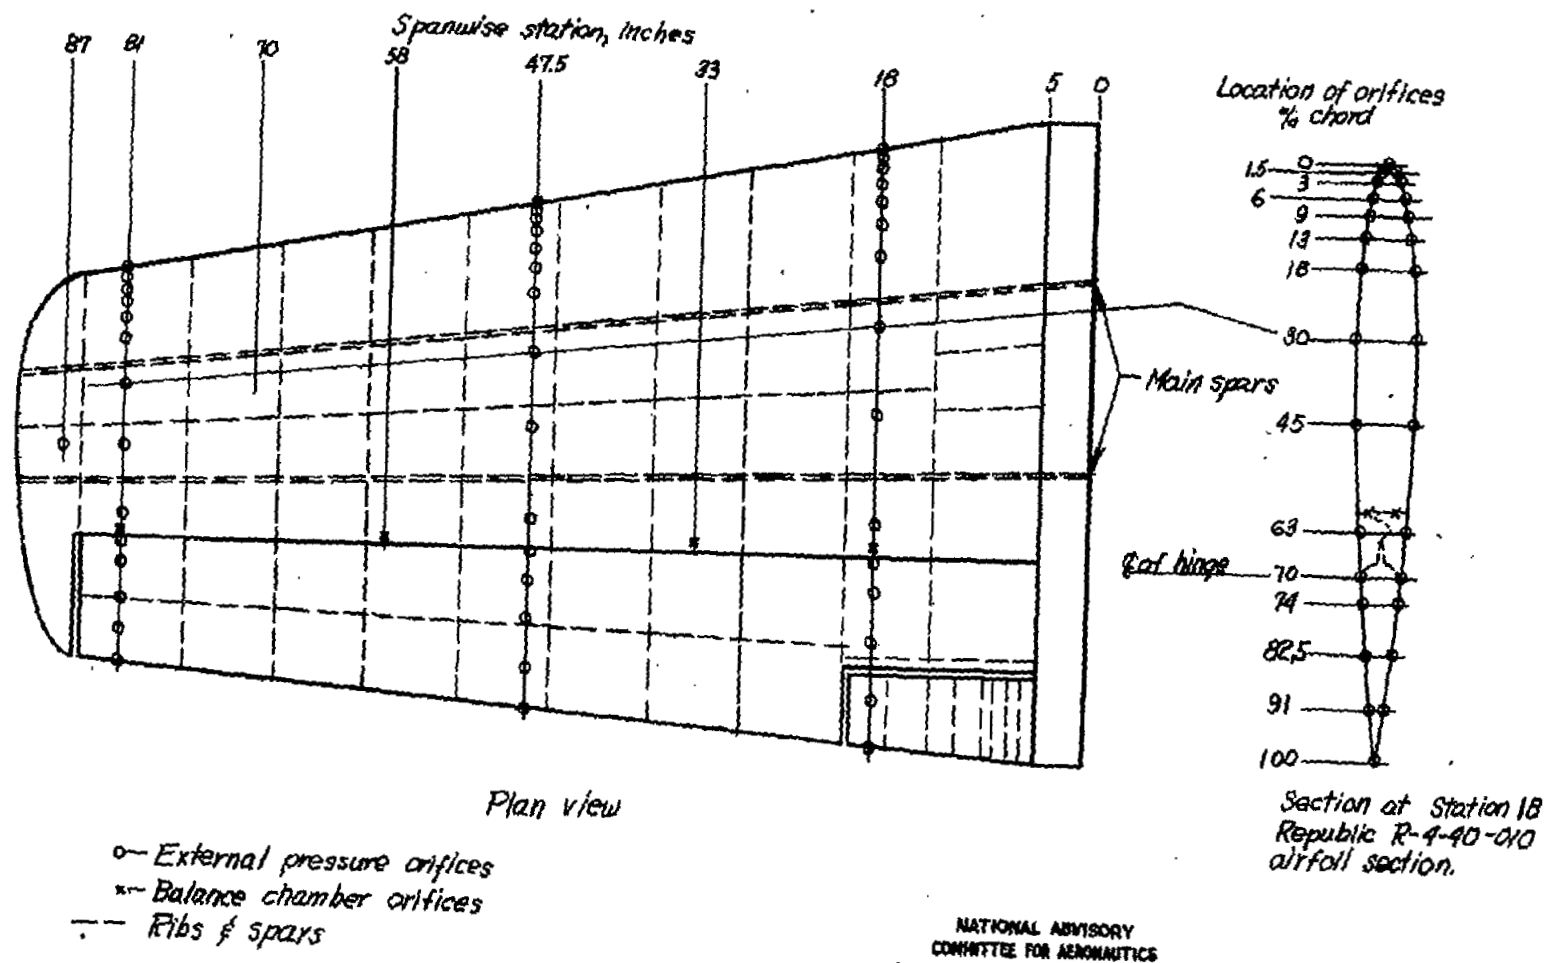 Spanwise station, inches
87 81 70 58 47.5 33 18 5 0
Location of orifices
% chord
0
1.5
3
6
9
13
18
30
45
63
70
74
82.5
91
100
Main spars
℄ of hinge
Plan view
Section at Station 18
Republic R-4-40-010
airfoil section.
o— External pressure orifices
x— Balance chamber orifices
--- Ribs & spars
NATIONAL ADVISORY
COMMITTEE FOR AERONAUTICS